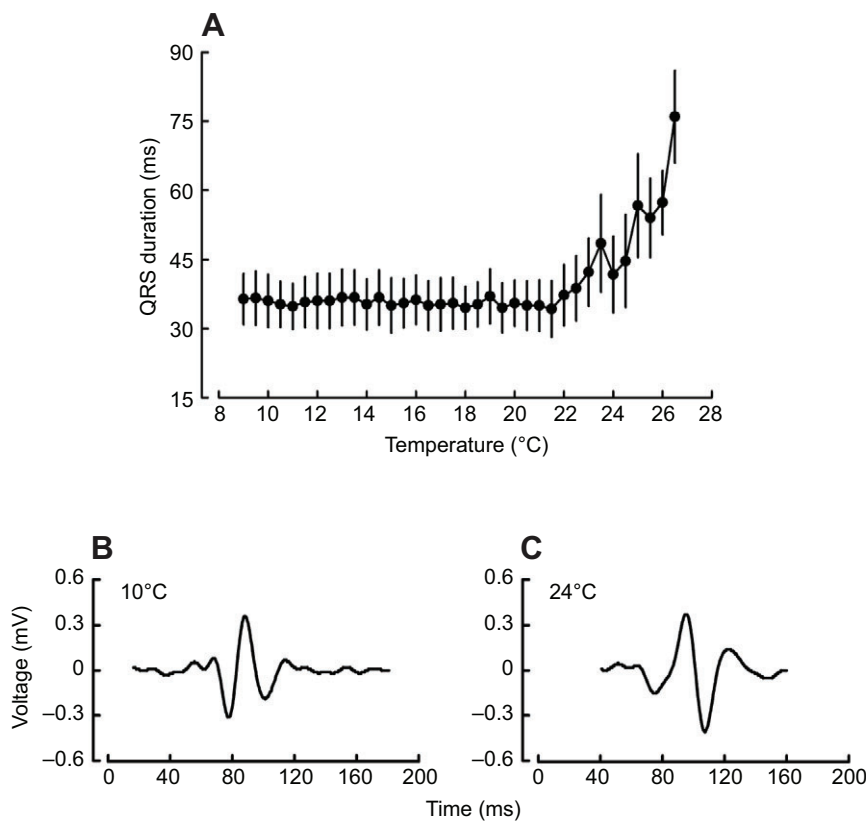 A
90
75
60
45
30
15
QRS duration (ms)
8 10 12 14 16 18 20 22 24 26 28
Temperature (°C)
B
0.6
0.3
0
–0.3
–0.6
Voltage (mV)
10°C
0 40 80 120 160 200
C
0.6
0.3
0
–0.3
–0.6
24°C
0 40 80 120 160 200
Time (ms)